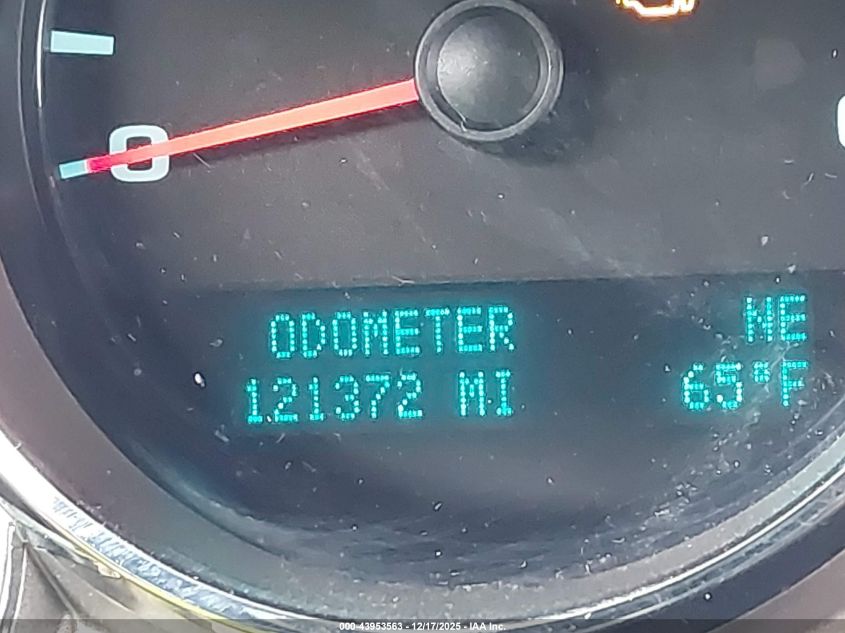 0
ODOMETER NE
121372 MI 65°F
000-43953563 - 12/17/2025 - IAA Inc.